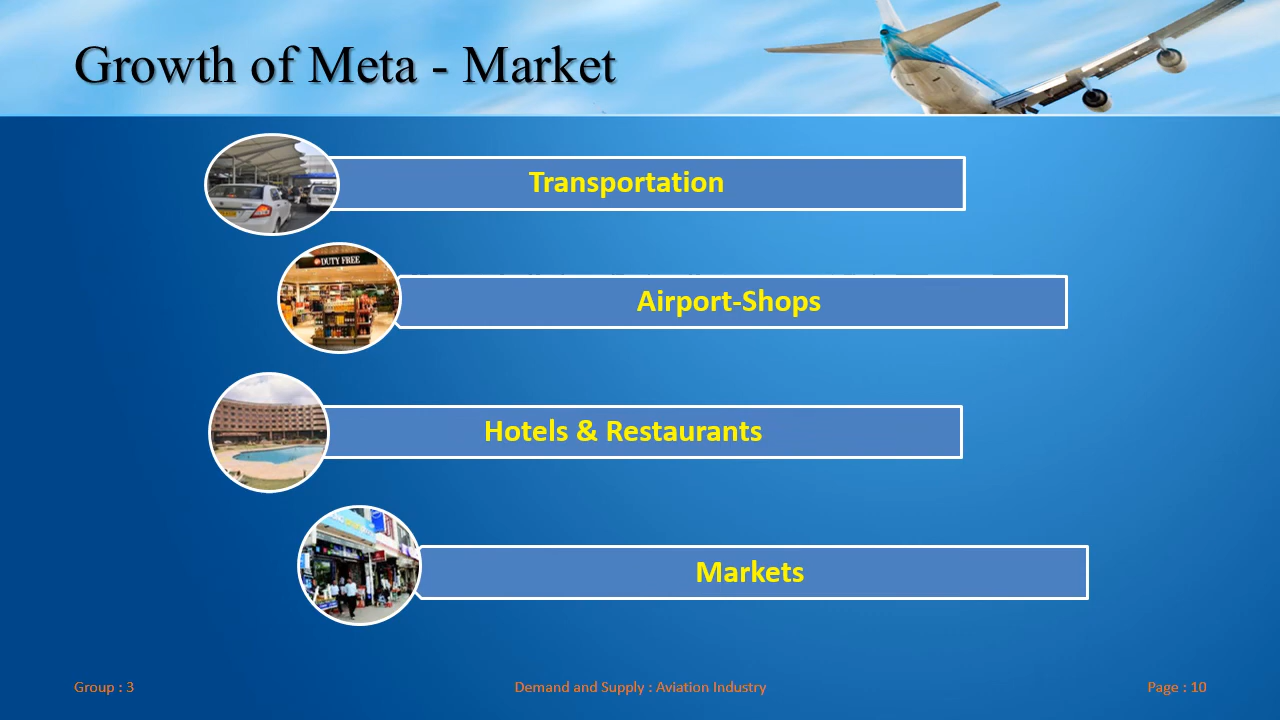 Growth of Meta - Market
Transportation
DUTY FREE
Airport-Shops
Hotels & Restaurants
Markets
Group : 3
Demand and Supply : Aviation Industry
Page : 10